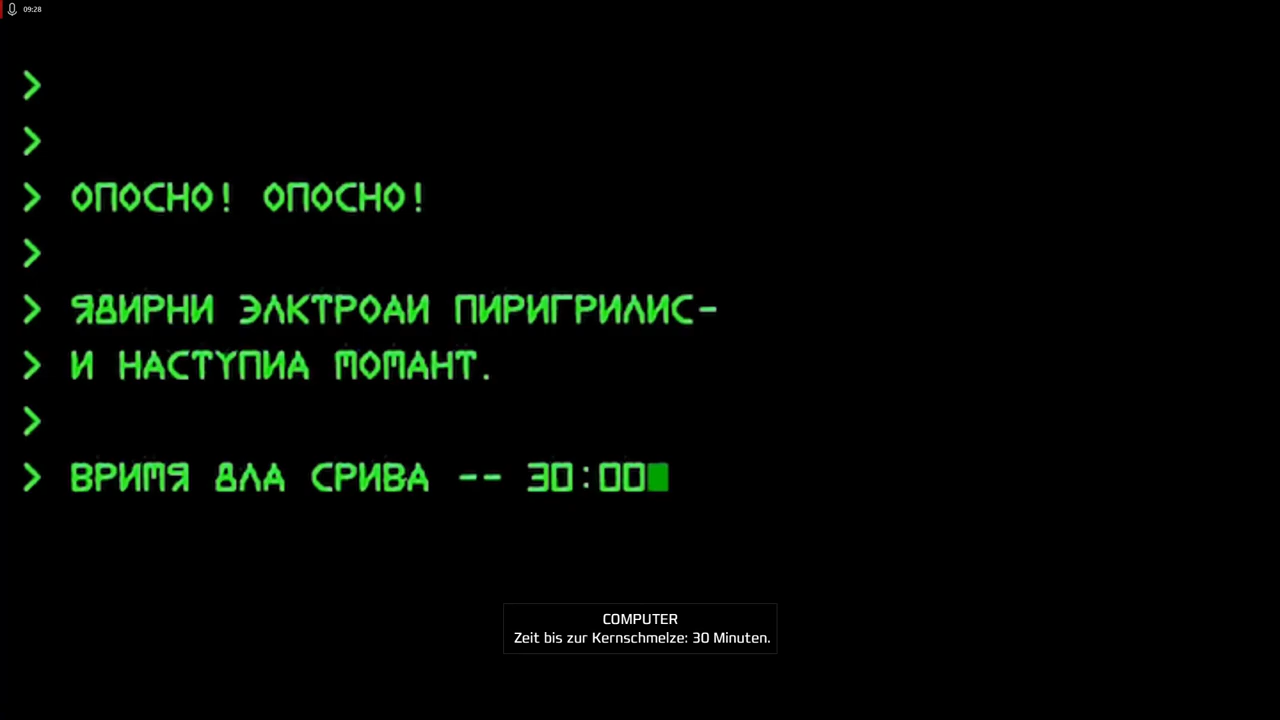 09:28
>
>
> ОПОСНО! ОПОСНО!
>
> ЯДИРНИ ЭЛКТРОАИ ПИРИГРИЛИС-
> И НАСТУПИА МОМАНТ.
>
> ВРИМЯ ДЛА СРИВА -- 30:00
COMPUTER
Zeit bis zur Kernschmelze: 30 Minuten.